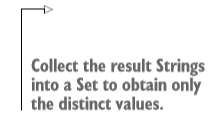 Collect the result Strings
into a Set to obtain only
the distinct values.